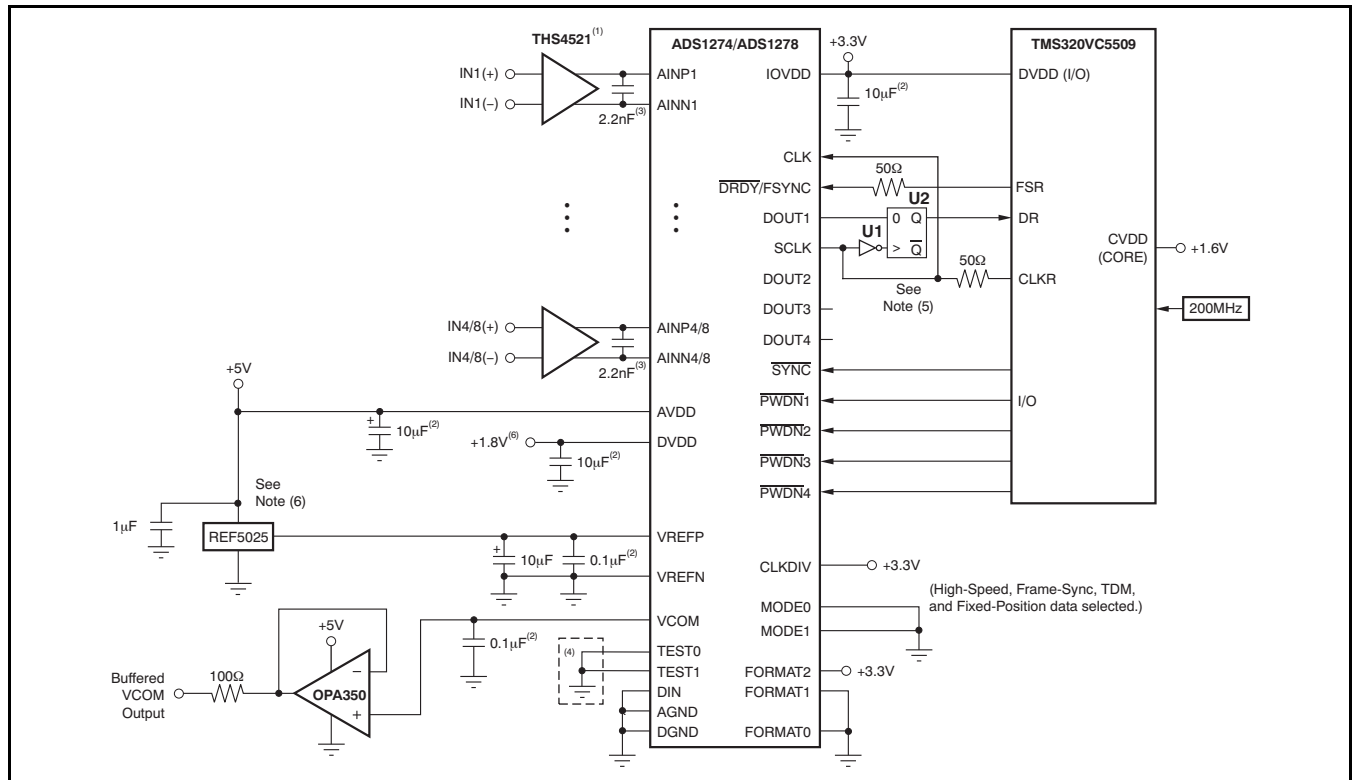 THS4521(1)
ADS1274/ADS1278
TMS320VC5509
+3.3V
IN1(+)
AINP1
IOVDD
DVDD (I/O)
IN1(−)
AINN1
10μF(2)
2.2nF(3)
CLK
50Ω
DRDY/FSYNC
FSR
U2
DOUT1
0 Q
DR
U1
SCLK
> Q
CVDD
(CORE)
+1.6V
50Ω
DOUT2
CLKR
See
Note (5)
DOUT3
200MHz
IN4/8(+)
AINP4/8
DOUT4
IN4/8(−)
AINN4/8
2.2nF(3)
SYNC
+5V
PWDN1
I/O
AVDD
+
10μF(2)
PWDN2
+1.8V(6)
DVDD
10μF(2)
PWDN3
See
Note (6)
PWDN4
1μF
REF5025
VREFP
+
10μF
0.1μF(2)
CLKDIV
+3.3V
VREFN
(High-Speed, Frame-Sync, TDM,
and Fixed-Position data selected.)
MODE0
VCOM
MODE1
0.1μF(2)
+5V
(4)
TEST0
TEST1
FORMAT2
+3.3V
Buffered
VCOM
Output
100Ω
−
OPA350
+
DIN
FORMAT1
AGND
DGND
FORMAT0